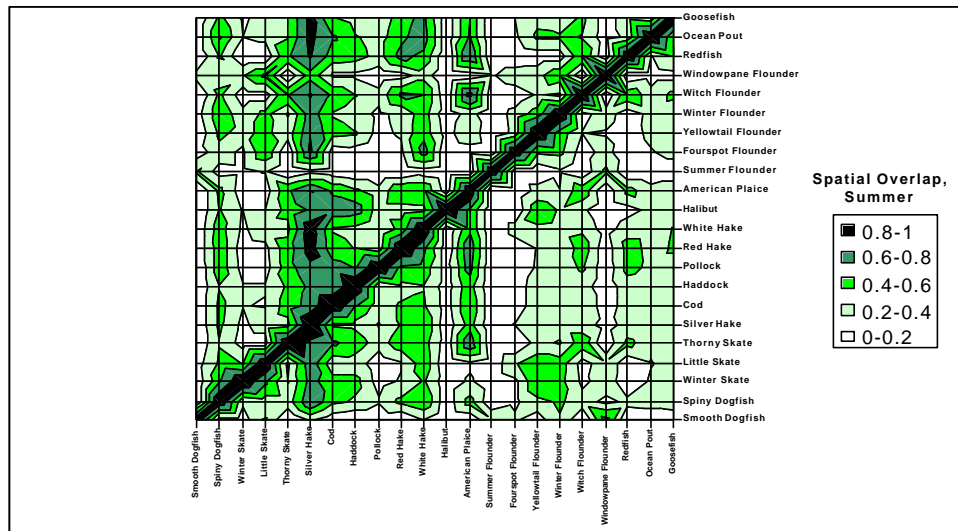 Goosefish
Ocean Pout
Redfish
Windowpane Flounder
Witch Flounder
Winter Flounder
Yellowtail Flounder
Fourspot Flounder
Summer Flounder
American Plaice
Halibut
White Hake
Red Hake
Pollock
Haddock
Cod
Silver Hake
Thorny Skate
Little Skate
Winter Skate
Spiny Dogfish
Smooth Dogfish
Smooth Dogfish
Spiny Dogfish
Winter Skate
Little Skate
Thorny Skate
Silver Hake
Cod
Haddock
Pollock
Red Hake
White Hake
Halibut
American Plaice
Summer Flounder
Fourspot Flounder
Yellowtail Flounder
Winter Flounder
Witch Flounder
Windowpane Flounder
Redfish
Ocean Pout
Goosefish
Spatial Overlap,
Summer
0.8-1
0.6-0.8
0.4-0.6
0.2-0.4
0-0.2